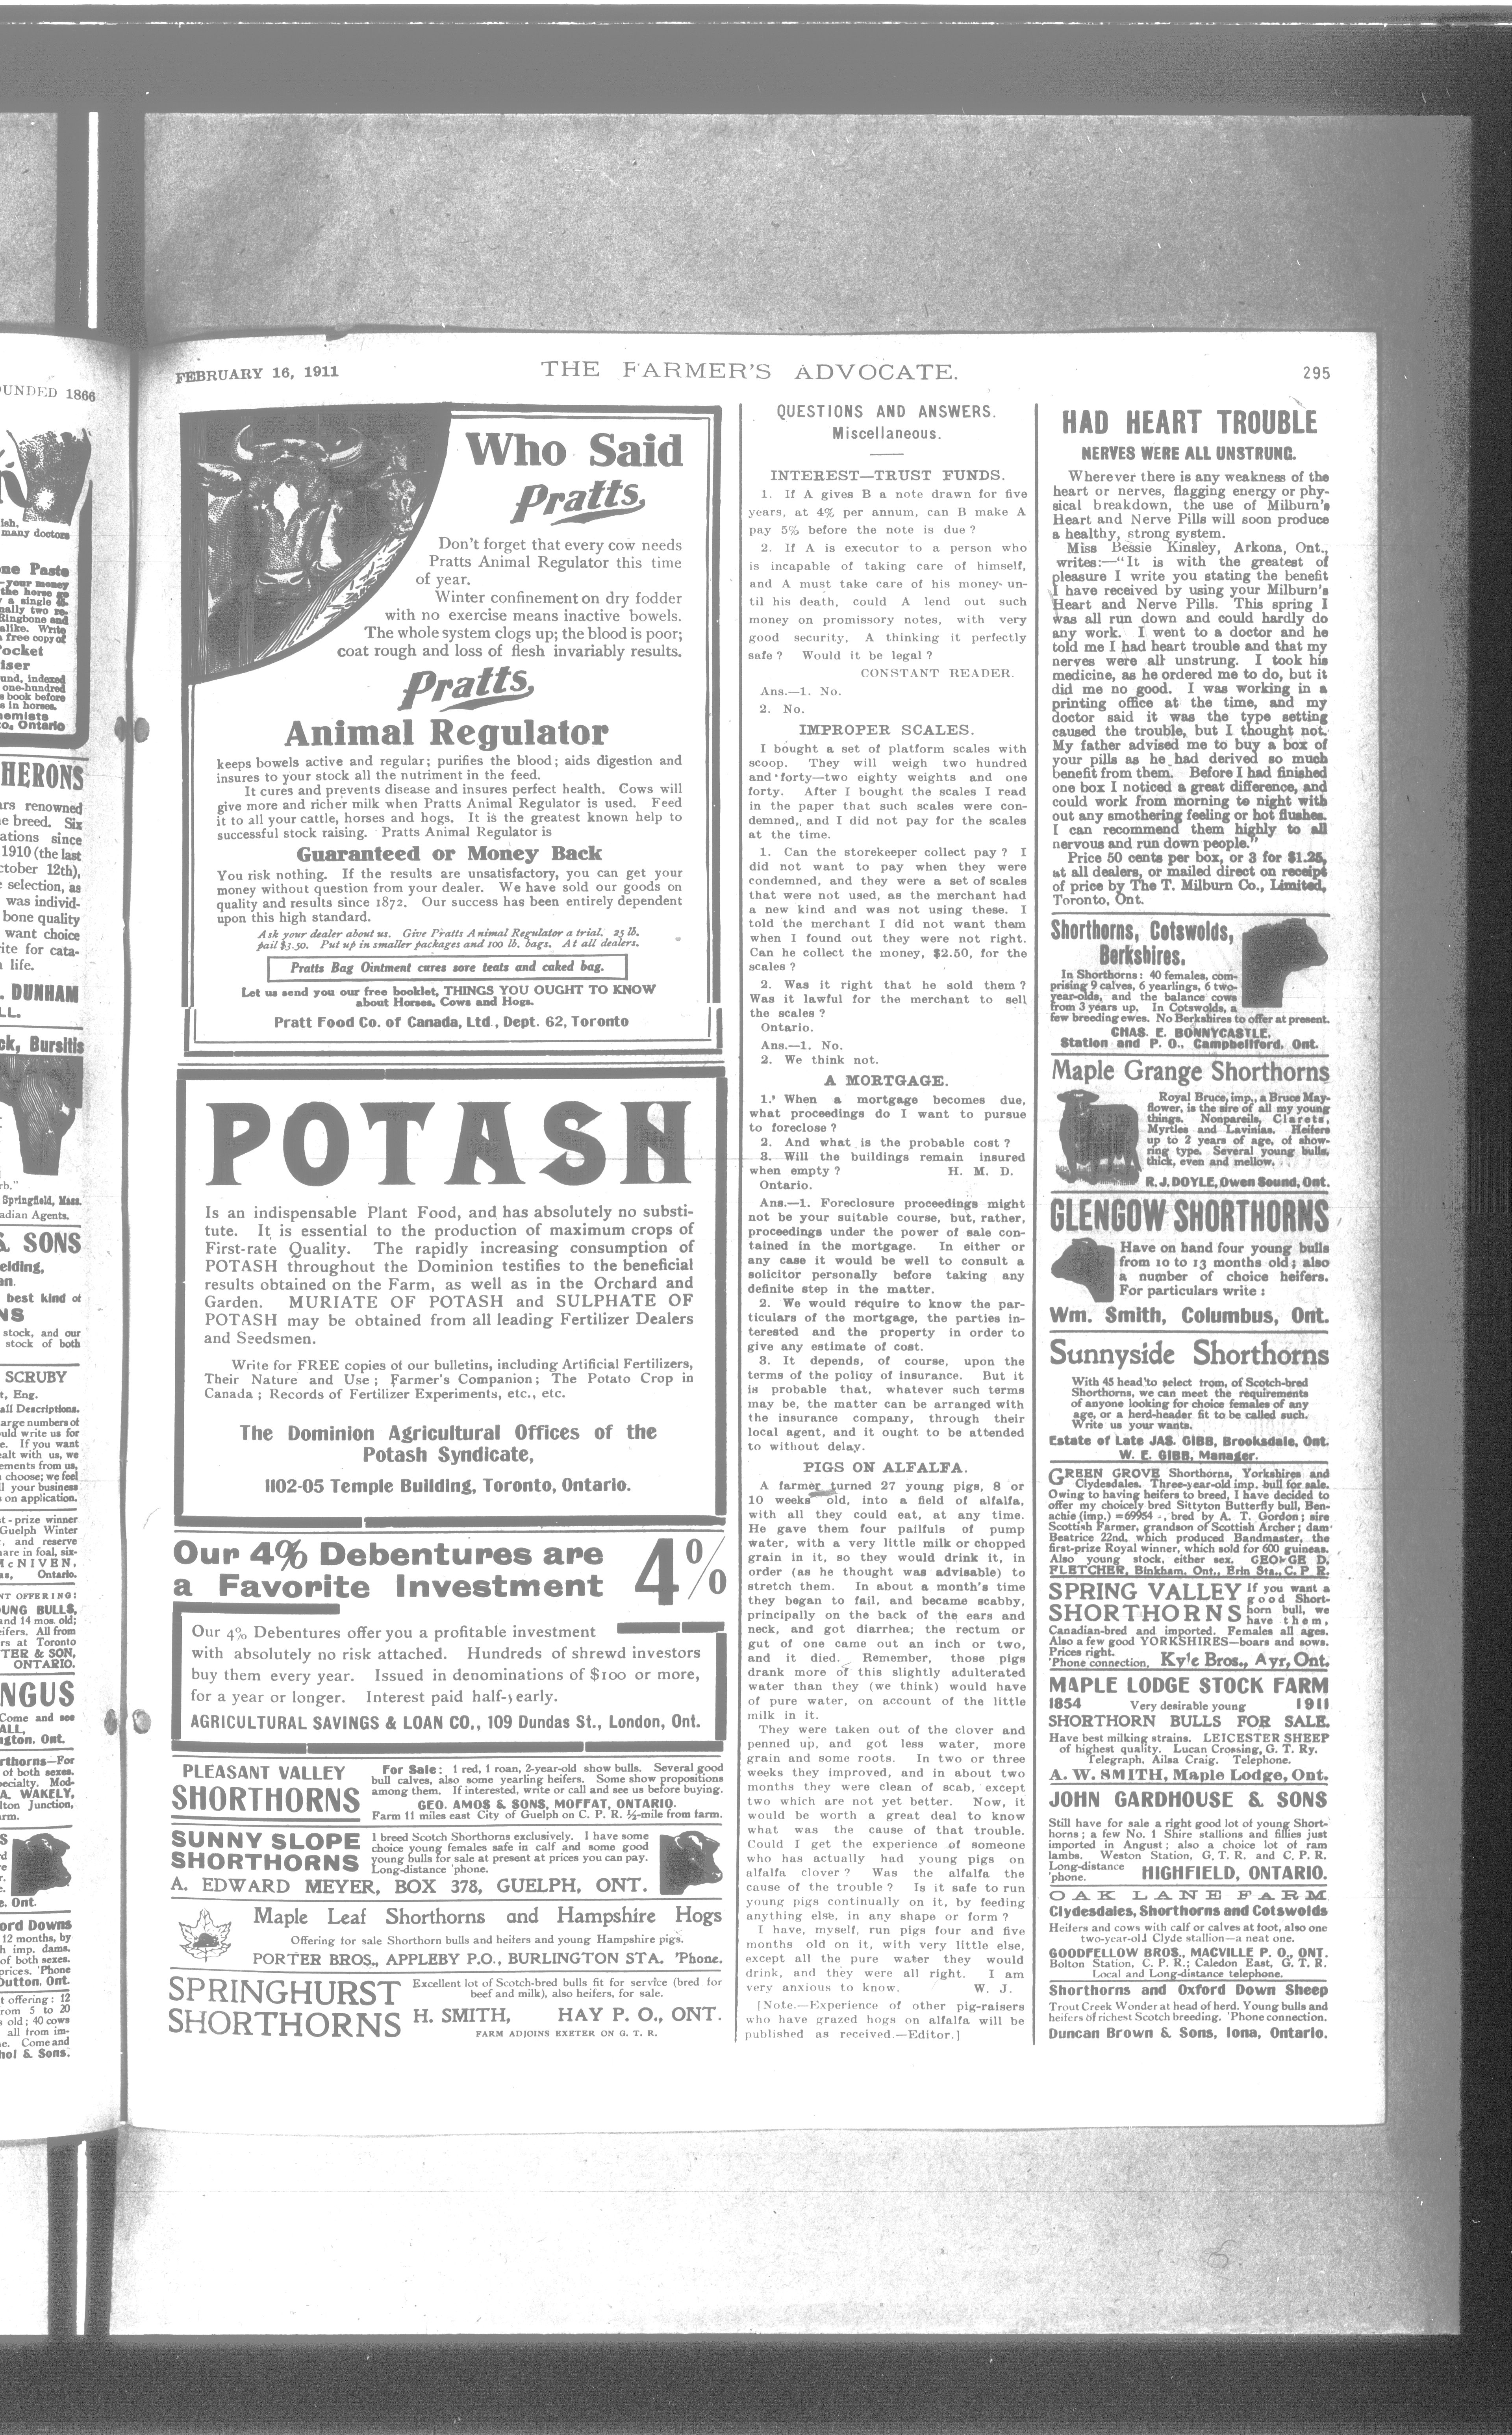 FEBRUARY 16, 1911
THE FARMER'S ADVOCATE.
295
Who Said
Pratts,
Don't forget that every cow needs
Pratts Animal Regulator this time
of year.
Winter confinement on dry fodder
with no exercise means inactive bowels.
The whole system clogs up; the blood is poor;
coat rough and loss of flesh invariably results.
Pratts,
Animal Regulator
keeps bowels active and regular; purifies the blood; aids digestion and
insures to your stock all the nutriment in the feed.
It cures and prevents disease and insures perfect health. Cows will
give more and richer milk when Pratts Animal Regulator is used. Feed
it to all your cattle, horses and hogs. It is the greatest known help to
successful stock raising. Pratts Animal Regulator is
Guaranteed or Money Back
You risk nothing. If the results are unsatisfactory, you can get your
money without question from your dealer. We have sold our goods on
quality and results since 1872. Our success has been entirely dependent
upon this high standard.
Ask your dealer about us. Give Pratts Animal Regulator a trial. 25 lb.
pail $3.50. Put up in smaller packages and 100 lb. bags. At all dealers.
Pratts Bag Ointment cures sore teats and caked bag.
Let us send you our free booklet, THINGS YOU OUGHT TO KNOW
about Horses, Cows and Hogs.
Pratt Food Co. of Canada, Ltd., Dept. 62, Toronto
POTASH
Is an indispensable Plant Food, and has absolutely no substi-
tute. It is essential to the production of maximum crops of
First-rate Quality. The rapidly increasing consumption of
POTASH throughout the Dominion testifies to the beneficial
results obtained on the Farm, as well as in the Orchard and
Garden. MURIATE OF POTASH and SULPHATE OF
POTASH may be obtained from all leading Fertilizer Dealers
and Seedsmen.
Write for FREE copies of our bulletins, including Artificial Fertilizers,
Their Nature and Use; Farmer's Companion; The Potato Crop in
Canada; Records of Fertilizer Experiments, etc., etc.
The Dominion Agricultural Offices of the
Potash Syndicate,
1102-05 Temple Building, Toronto, Ontario.
Our 4% Debentures are
a Favorite Investment
4%
Our 4% Debentures offer you a profitable investment
with absolutely no risk attached. Hundreds of shrewd investors
buy them every year. Issued in denominations of $100 or more,
for a year or longer. Interest paid half-yearly.
AGRICULTURAL SAVINGS & LOAN CO., 109 Dundas St., London, Ont.
PLEASANT VALLEY
SHORTHORNS
For Sale: 1 red, 1 roan, 2-year-old show bulls. Several good
bull calves, also some yearling heifers. Some show propositions
among them. If interested, write or call and see us before buying.
GEO. AMOS & SONS, MOFFAT, ONTARIO.
Farm 11 miles east City of Guelph on C. P. R. ½-mile from farm.
SUNNY SLOPE
SHORTHORNS
I breed Scotch Shorthorns exclusively. I have some
choice young females safe in calf and some good
young bulls for sale at present at prices you can pay.
Long-distance 'phone.
A. EDWARD MEYER, BOX 378, GUELPH, ONT.
Maple Leaf Shorthorns and Hampshire Hogs
Offering for sale Shorthorn bulls and heifers and young Hampshire pigs.
PORTER BROS., APPLEBY P.O., BURLINGTON STA. 'Phone.
SPRINGHURST
SHORTHORNS
Excellent lot of Scotch-bred bulls fit for service (bred for
beef and milk), also heifers, for sale.
H. SMITH, HAY P. O., ONT.
FARM ADJOINS EXETER ON G. T. R.
QUESTIONS AND ANSWERS.
Miscellaneous.
INTEREST—TRUST FUNDS.
1. If A gives B a note drawn for five
years, at 4% per annum, can B make A
pay 5% before the note is due?
2. If A is executor to a person who
is incapable of taking care of himself,
and A must take care of his money un-
til his death, could A lend out such
money on promissory notes, with very
good security, A thinking it perfectly
safe? Would it be legal?
CONSTANT READER.
Ans.—1. No.
2. No.
IMPROPER SCALES.
I bought a set of platform scales with
scoop. They will weigh two hundred
and forty—two eighty weights and one
forty. After I bought the scales I read
in the paper that such scales were con-
demned, and I did not pay for the scales
at the time.
1. Can the storekeeper collect pay? I
did not want to pay when they were
condemned, and they were a set of scales
that were not used, as the merchant had
a new kind and was not using these. I
told the merchant I did not want them
when I found out they were not right.
Can he collect the money, $2.50, for the
scales?
2. Was it right that he sold them?
Was it lawful for the merchant to sell
the scales?
Ontario.
Ans.—1. No.
2. We think not.
A MORTGAGE.
1. When a mortgage becomes due,
what proceedings do I want to pursue
to foreclose?
2. And what is the probable cost?
3. Will the buildings remain insured
when empty? H. M. D.
Ontario.
Ans.—1. Foreclosure proceedings might
not be your suitable course, but, rather,
proceedings under the power of sale con-
tained in the mortgage. In either or
any case it would be well to consult a
solicitor personally before taking any
definite step in the matter.
2. We would require to know the par-
ticulars of the mortgage, the parties in-
terested and the property in order to
give any estimate of cost.
3. It depends, of course, upon the
terms of the policy of insurance. But it
is probable that, whatever such terms
may be, the matter can be arranged with
the insurance company, through their
local agent, and it ought to be attended
to without delay.
PIGS ON ALFALFA.
A farmer turned 27 young pigs, 8 or
10 weeks old, into a field of alfalfa,
with all they could eat, at any time.
He gave them four pailfuls of pump
water, with a very little milk or chopped
grain in it, so they would drink it, in
order (as he thought was advisable) to
stretch them. In about a month's time
they began to fail, and became scabby,
principally on the back of the ears and
neck, and got diarrhea; the rectum or
gut of one came out an inch or two,
and it died. Remember, those pigs
drank more of this slightly adulterated
water than they (we think) would have
of pure water, on account of the little
milk in it.
They were taken out of the clover and
penned up, and got less water, more
grain and some roots. In two or three
weeks they improved, and in about two
months they were clean of scab, except
two which are not yet better. Now, it
would be worth a great deal to know
what was the cause of that trouble.
Could I get the experience of someone
who has actually had young pigs on
alfalfa clover? Was the alfalfa the
cause of the trouble? Is it safe to run
young pigs continually on it, by feeding
anything else, in any shape or form?
I have, myself, run pigs four and five
months old on it, with very little else,
except all the pure water they would
drink, and they were all right. I am
very anxious to know. W. J.
[Note.—Experience of other pig-raisers
who have grazed hogs on alfalfa will be
published as received.—Editor.]
HAD HEART TROUBLE
NERVES WERE ALL UNSTRUNG.
Wherever there is any weakness of the
heart or nerves, flagging energy or phy-
sical breakdown, the use of Milburn's
Heart and Nerve Pills will soon produce
a healthy, strong system.
Miss Bessie Kinsley, Arkona, Ont.,
writes:—"It is with the greatest of
pleasure I write you stating the benefit
I have received by using your Milburn's
Heart and Nerve Pills. This spring I
was all run down and could hardly do
any work. I went to a doctor and he
told me I had heart trouble and that my
nerves were all unstrung. I took his
medicine, as he ordered me to do, but it
did me no good. I was working in a
printing office at the time, and my
doctor said it was the type setting
caused the trouble, but I thought not.
My father advised me to buy a box of
your pills as he had derived so much
benefit from them. Before I had finished
one box I noticed a great difference, and
could work from morning to night with
out any smothering feeling or hot flushes.
I can recommend them highly to all
nervous and run down people."
Price 50 cents per box, or 3 for $1.25,
at all dealers, or mailed direct on receipt
of price by The T. Milburn Co., Limited,
Toronto, Ont.
Shorthorns, Cotswolds,
Berkshires.
In Shorthorns: 40 females, com-
prising 9 calves, 6 yearlings, 6 two-
year-olds, and the balance cows
from 3 years up. In Cotswolds, a
few breeding ewes. No Berkshires to offer at present.
CHAS. E. BONNYCASTLE,
Station and P. O., Campbellford, Ont.
Maple Grange Shorthorns
Royal Bruce, imp., a Bruce May-
flower, is the sire of all my young
things. Nonpareils, Clarets,
Myrtles and Lavinias. Heifers
up to 2 years of age, of show-
ring type. Several young bulls,
thick, even and mellow.
R. J. DOYLE, Owen Sound, Ont.
GLENGOW SHORTHORNS
Have on hand four young bulls
from 10 to 13 months old; also
a number of choice heifers.
For particulars write:
Wm. Smith, Columbus, Ont.
Sunnyside Shorthorns
With 45 head to select from, of Scotch-bred
Shorthorns, we can meet the requirements
of anyone looking for choice females of any
age, or a herd-header fit to be called such.
Write us your wants.
Estate of Late JAS. GIBB, Brooksdale, Ont.
W. E. GIBB, Manager.
GREEN GROVE Shorthorns, Yorkshires and
Clydesdales. Three-year-old imp. bull for sale.
Owing to having heifers to breed, I have decided to
offer my choicely bred Sittyton Butterfly bull, Ben-
achie (imp.) =69954=, bred by A. T. Gordon; sire
Scottish Farmer, grandson of Scottish Archer; dam
Beatrice 22nd, which produced Bandmaster, the
first-prize Royal winner, which sold for 600 guineas.
Also young stock, either sex. GEORGE D.
FLETCHER, Binkham, Ont., Erin Sta., C. P. R.
SPRING VALLEY
SHORTHORNS
If you want a
good Short-
horn bull, we
have them,
Canadian-bred and imported. Females all ages.
Also a few good YORKSHIRES—boars and sows.
Prices right.
'Phone connection. Kyle Bros., Ayr, Ont.
MAPLE LODGE STOCK FARM
1854 Very desirable young 1911
SHORTHORN BULLS FOR SALE.
Have best milking strains. LEICESTER SHEEP
of highest quality. Lucan Crossing, G. T. Ry.
Telegraph, Ailsa Craig. Telephone.
A. W. SMITH, Maple Lodge, Ont.
JOHN GARDHOUSE & SONS
Still have for sale a right good lot of young Short-
horns; a few No. 1 Shire stallions and fillies just
imported in August; also a choice lot of ram
lambs. Weston Station, G. T. R. and C. P. R.
Long-distance
'phone. HIGHFIELD, ONTARIO.
OAK LANE FARM
Clydesdales, Shorthorns and Cotswolds
Heifers and cows with calf or calves at foot, also one
two-year-old Clyde stallion—a neat one.
GOODFELLOW BROS., MACVILLE P. O., ONT.
Bolton Station, C. P. R.; Caledon East, G. T. R.
Local and Long-distance telephone.
Shorthorns and Oxford Down Sheep
Trout Creek Wonder at head of herd. Young bulls and
heifers of richest Scotch breeding. 'Phone connection.
Duncan Brown & Sons, Iona, Ontario.